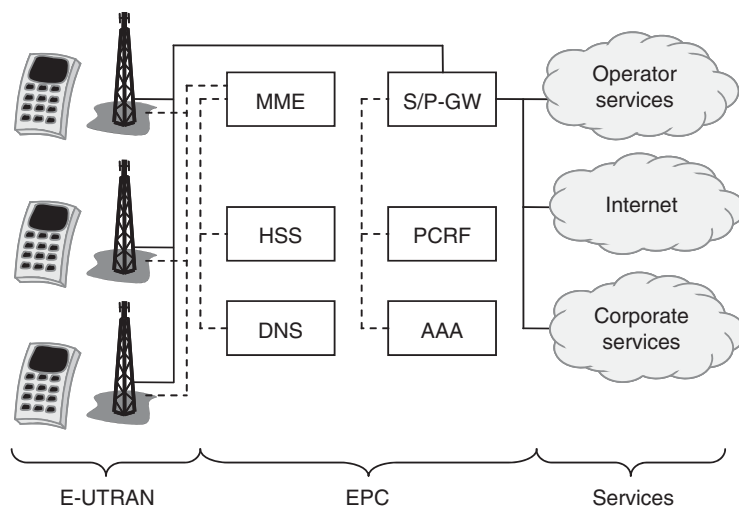 MME
S/P-GW
Operator
services
HSS
PCRF
Internet
DNS
AAA
Corporate
services
E-UTRAN
EPC
Services